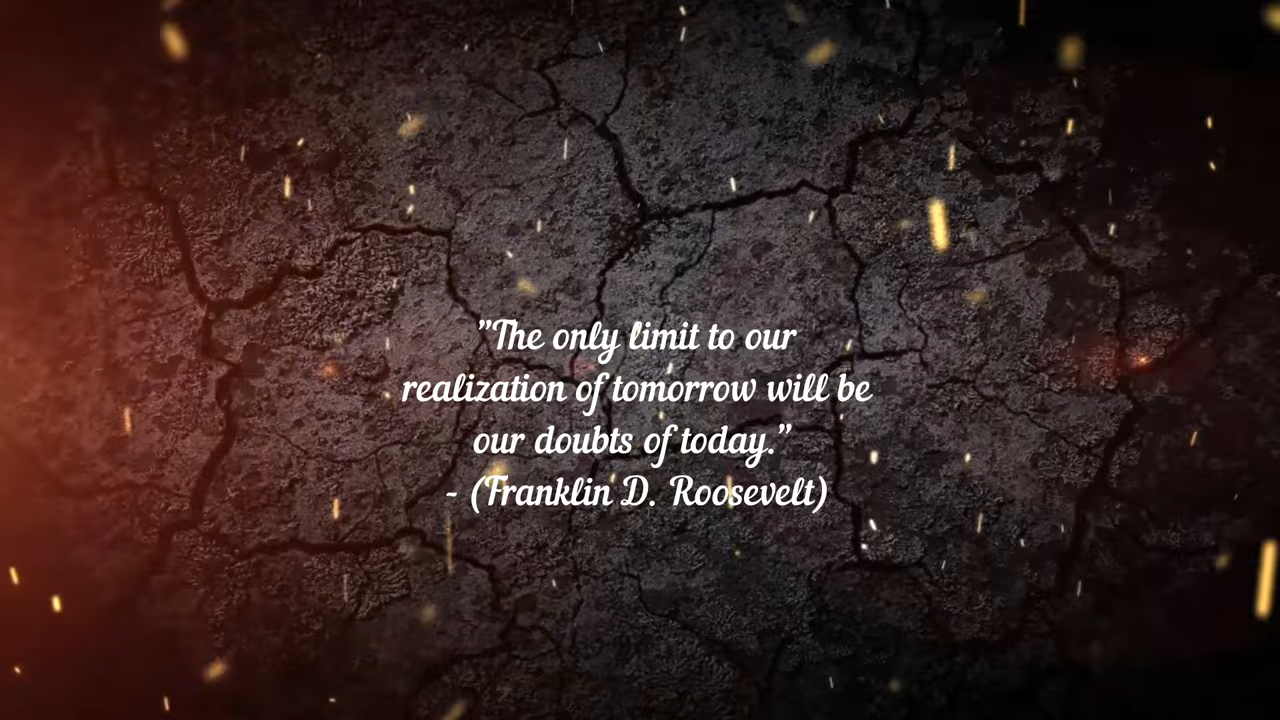 "The only limit to our
realization of tomorrow will be
our doubts of today."
- (Franklin D. Roosevelt)